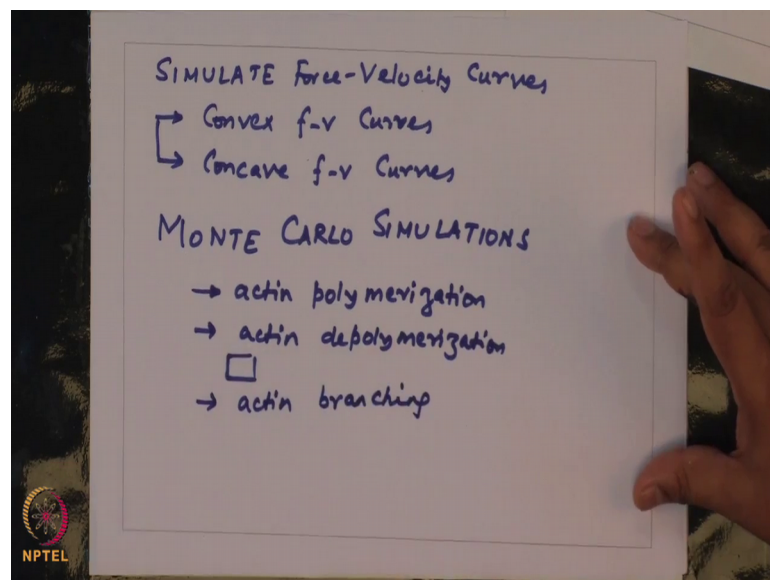 SIMULATE Force-Velocity Curves
→ Convex f-v Curves
→ Concave f-v Curves
MONTE CARLO SIMULATIONS
→ actin polymerization
→ actin depolymerization
→ actin branching
NPTEL